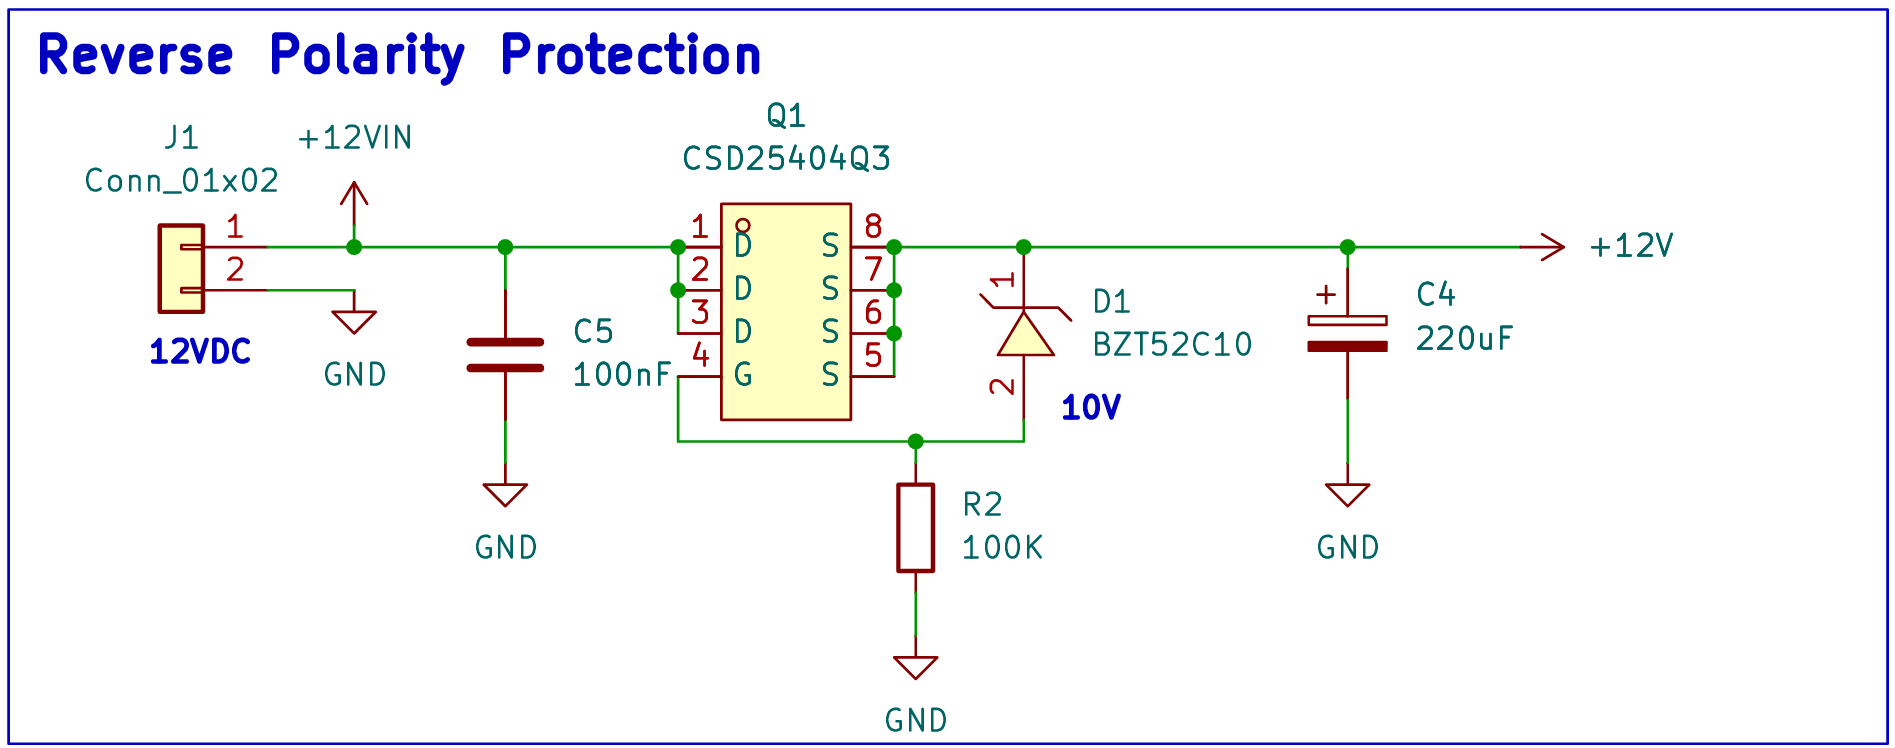 Reverse Polarity Protection
Q1
CSD25404Q3
J1
Conn_01x02
+12VIN
1
2
12VDC
GND
C5
100nF
GND
1 D S 8
2 D S 7
3 D S 6
4 G S 5
1
2
D1
BZT52C10
10V
R2
100K
GND
+
C4
220uF
GND
+12V